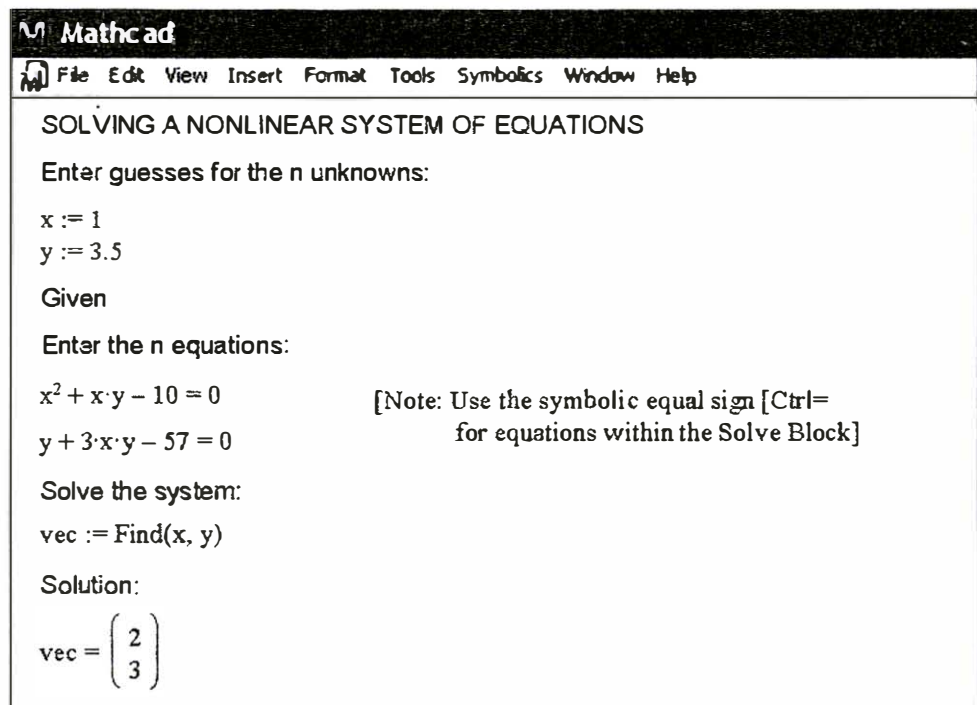 Mathcad
File Edit View Insert Format Tools Symbolics Window Help
SOLVING A NONLINEAR SYSTEM OF EQUATIONS
Enter guesses for the n unknowns:
x := 1
y := 3.5
Given
Enter the n equations:
x² + x·y – 10 = 0
[Note: Use the symbolic equal sign [Ctrl=
y + 3·x·y – 57 = 0
for equations within the Solve Block]
Solve the system:
vec := Find(x, y)
Solution:
vec = (2
3)